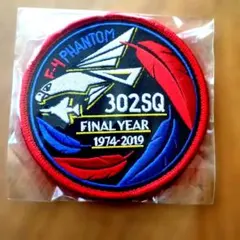 F-4 PHANTOM
302SQ
FINAL YEAR
1974-2019